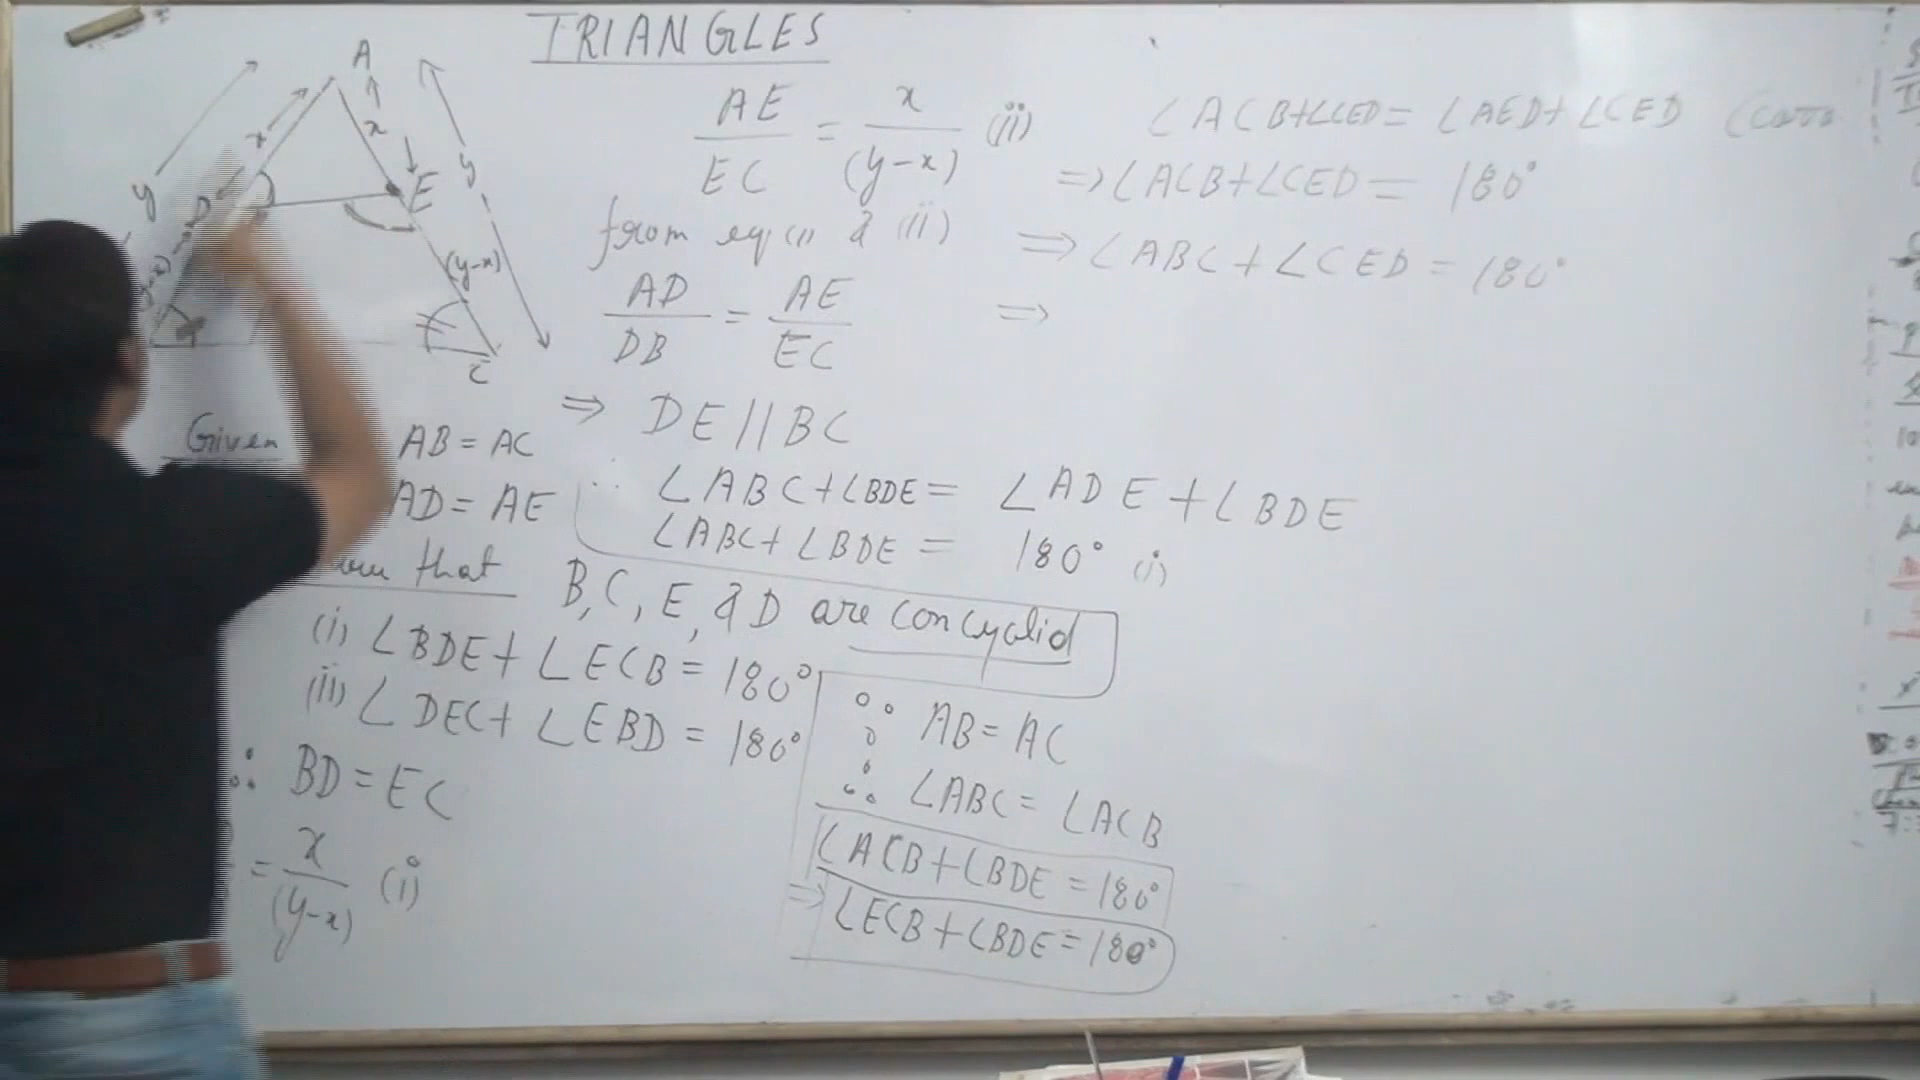 TRIANGLES
A
x
x
y
y
D
E
(y-x)
C
Given
AB = AC
AD = AE
that B, C, E, & D are concyclid
(i) ∠BDE + ∠ECB = 180°
(ii) ∠DEC + ∠EBD = 180°
∴ BD = EC
= x/(y-x) (i)
AE/EC = x/(y-x) (ii)
from eq (i) & (ii)
AD/DB = AE/EC
⇒ DE // BC
∴ ∠ABC + ∠BDE = ∠ADE + ∠BDE
∠ABC + ∠BDE = 180° (i)
∵ AB = AC
∴ ∠ABC = ∠ACB
∠ACB + ∠BDE = 180°
⇒ ∠ECB + ∠BDE = 180°
∠ACB + ∠CED = ∠AED + ∠CED (corr
⇒ ∠ACB + ∠CED = 180°
⇒ ∠ABC + ∠CED = 180°
⇒